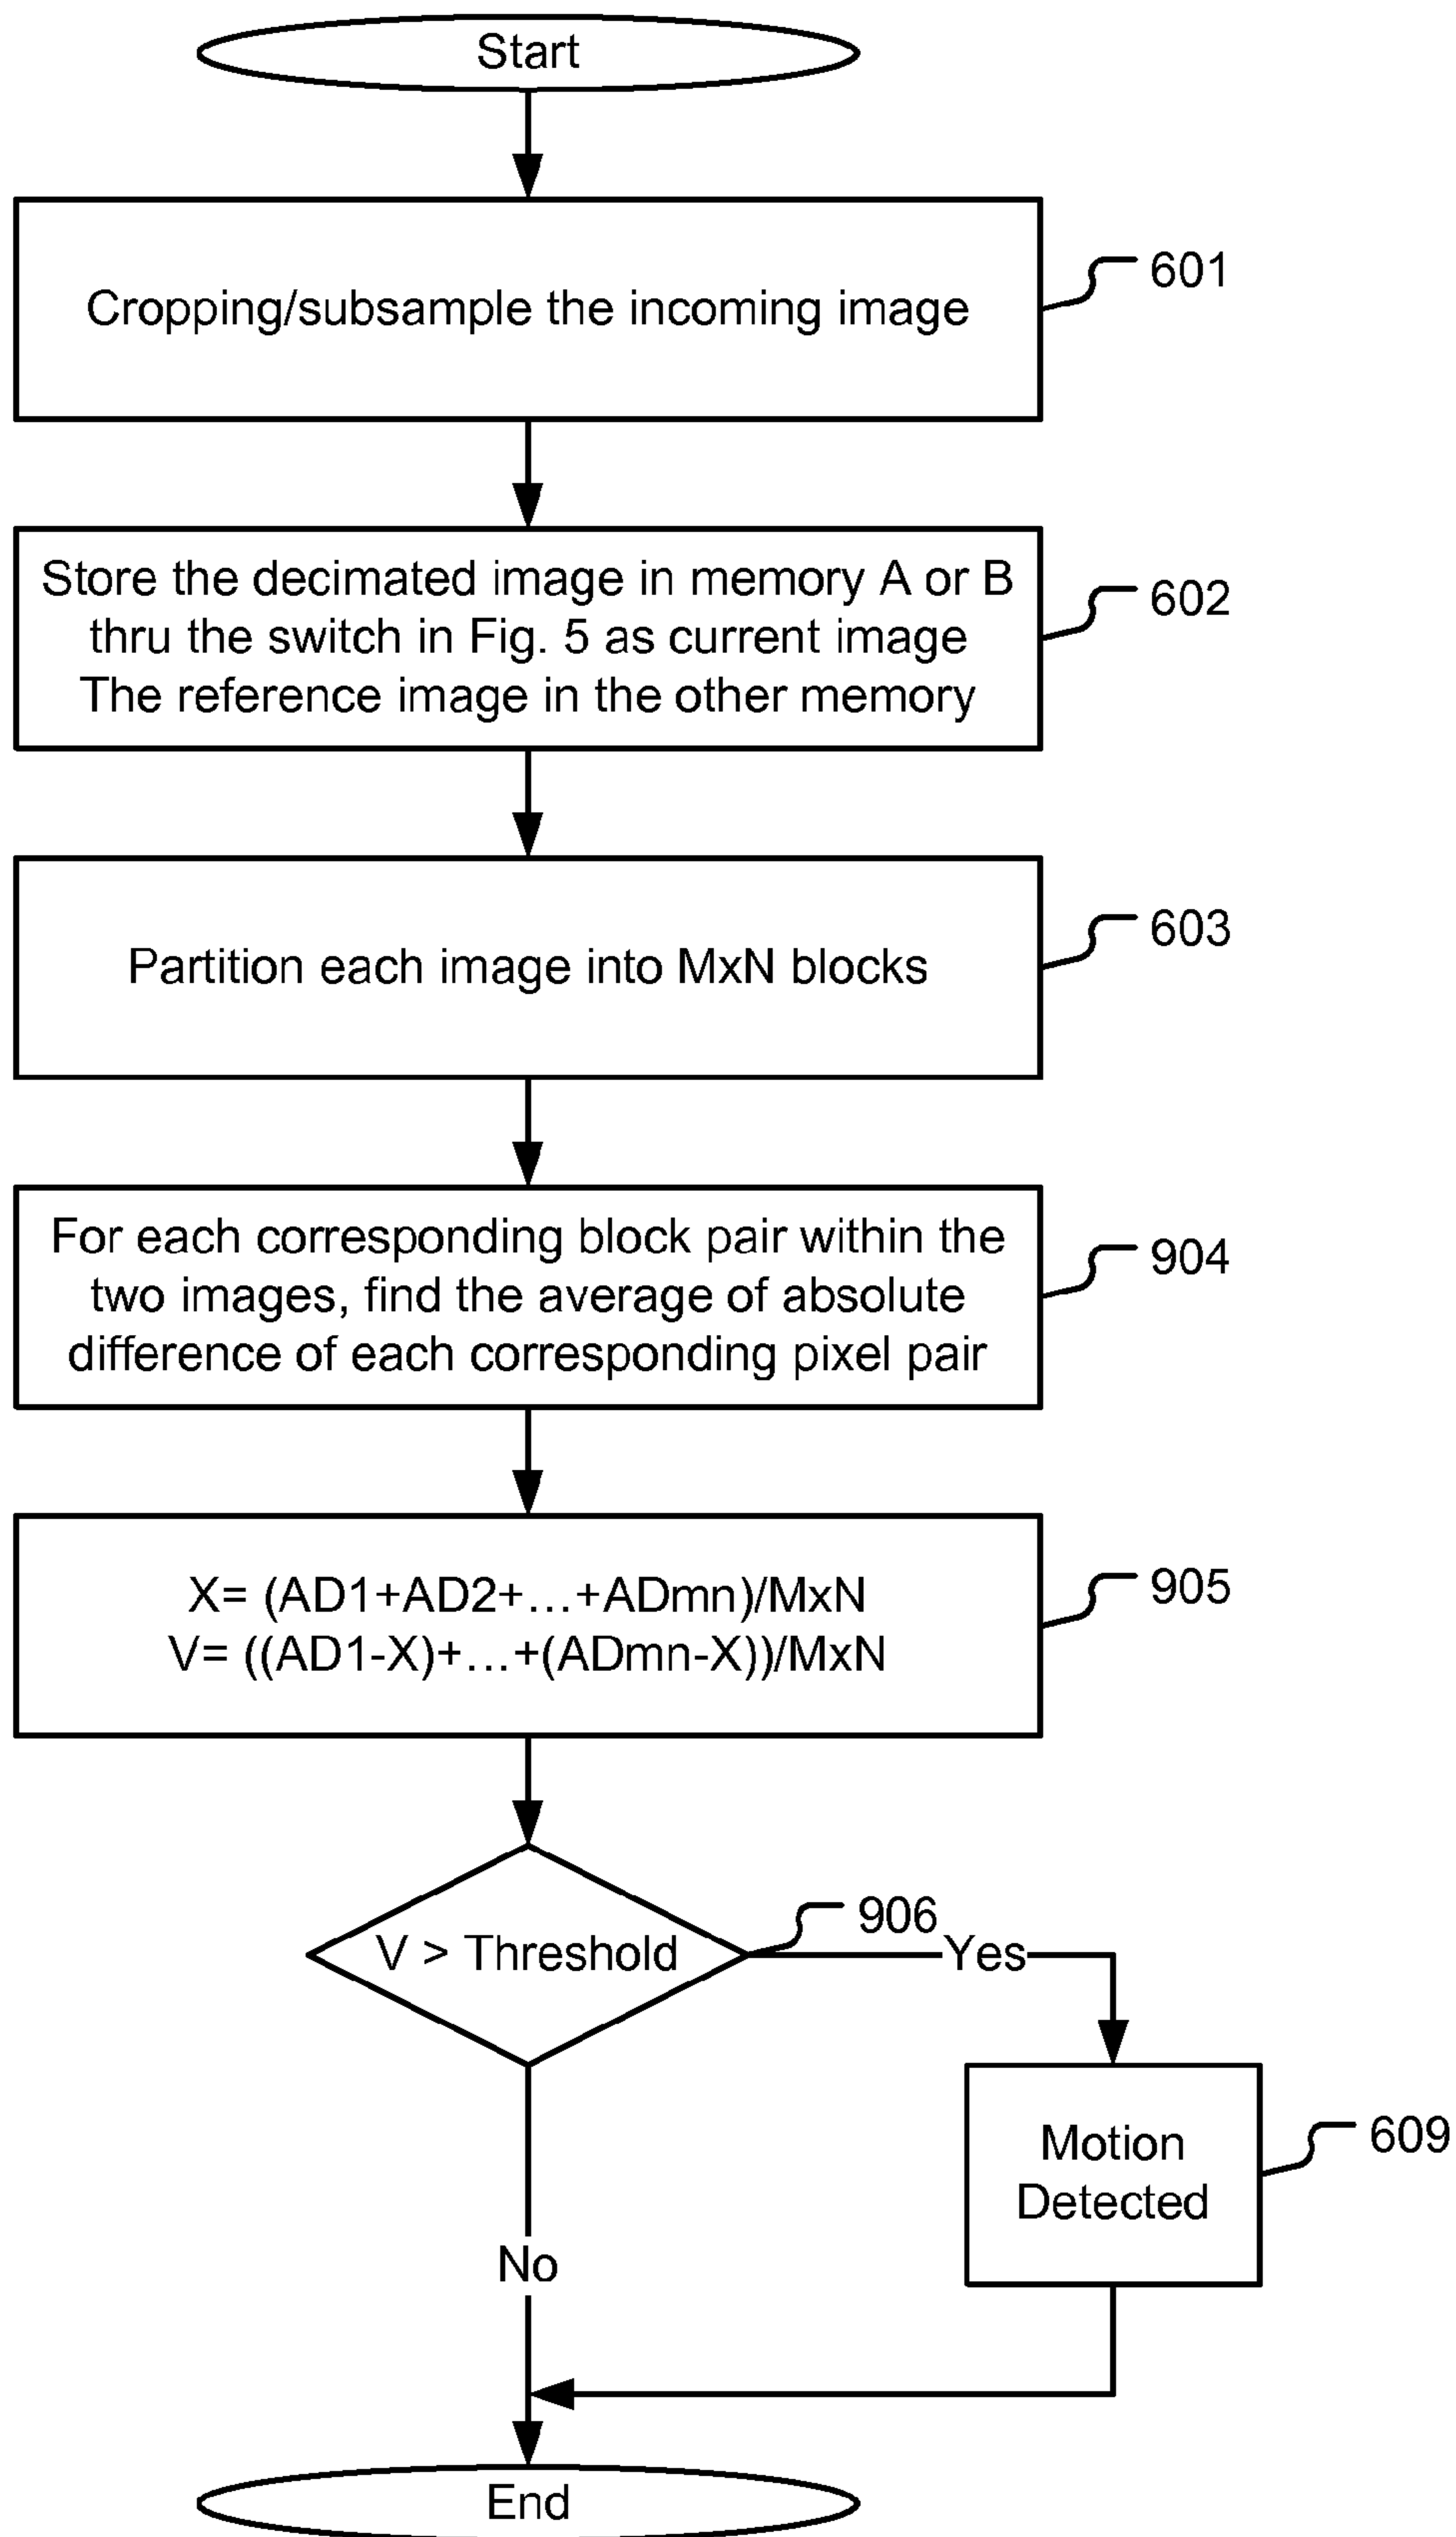 Start
Cropping/subsample the incoming image
601
Store the decimated image in memory A or B
thru the switch in Fig. 5 as current image
The reference image in the other memory
602
Partition each image into MxN blocks
603
For each corresponding block pair within the
two images, find the average of absolute
difference of each corresponding pixel pair
904
X= (AD1+AD2+...+ADmn)/MxN
V= ((AD1-X)+...+(ADmn-X))/MxN
905
V > Threshold
906
Yes
Motion
Detected
609
No
End